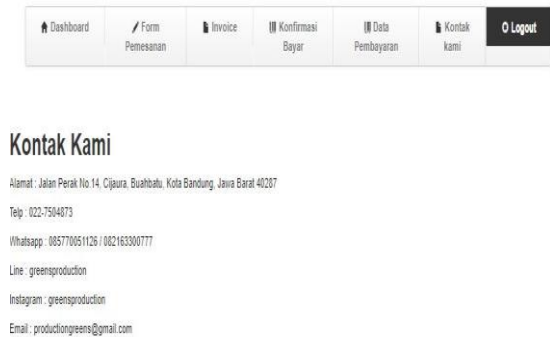 Dashboard
Form Pemesanan
Invoice
Konfirmasi Bayar
Data Pembayaran
Kontak kami
Logout
Kontak Kami
Alamat : Jalan Perak No.14, Cijaura, Buahbatu, Kota Bandung, Jawa Barat 40287
Telp : 022-7504873
Whatsapp : 085770051126 / 082163300777
Line : greensproduction
Instagram : greensproduction
Email : productiongreens@gmail.com